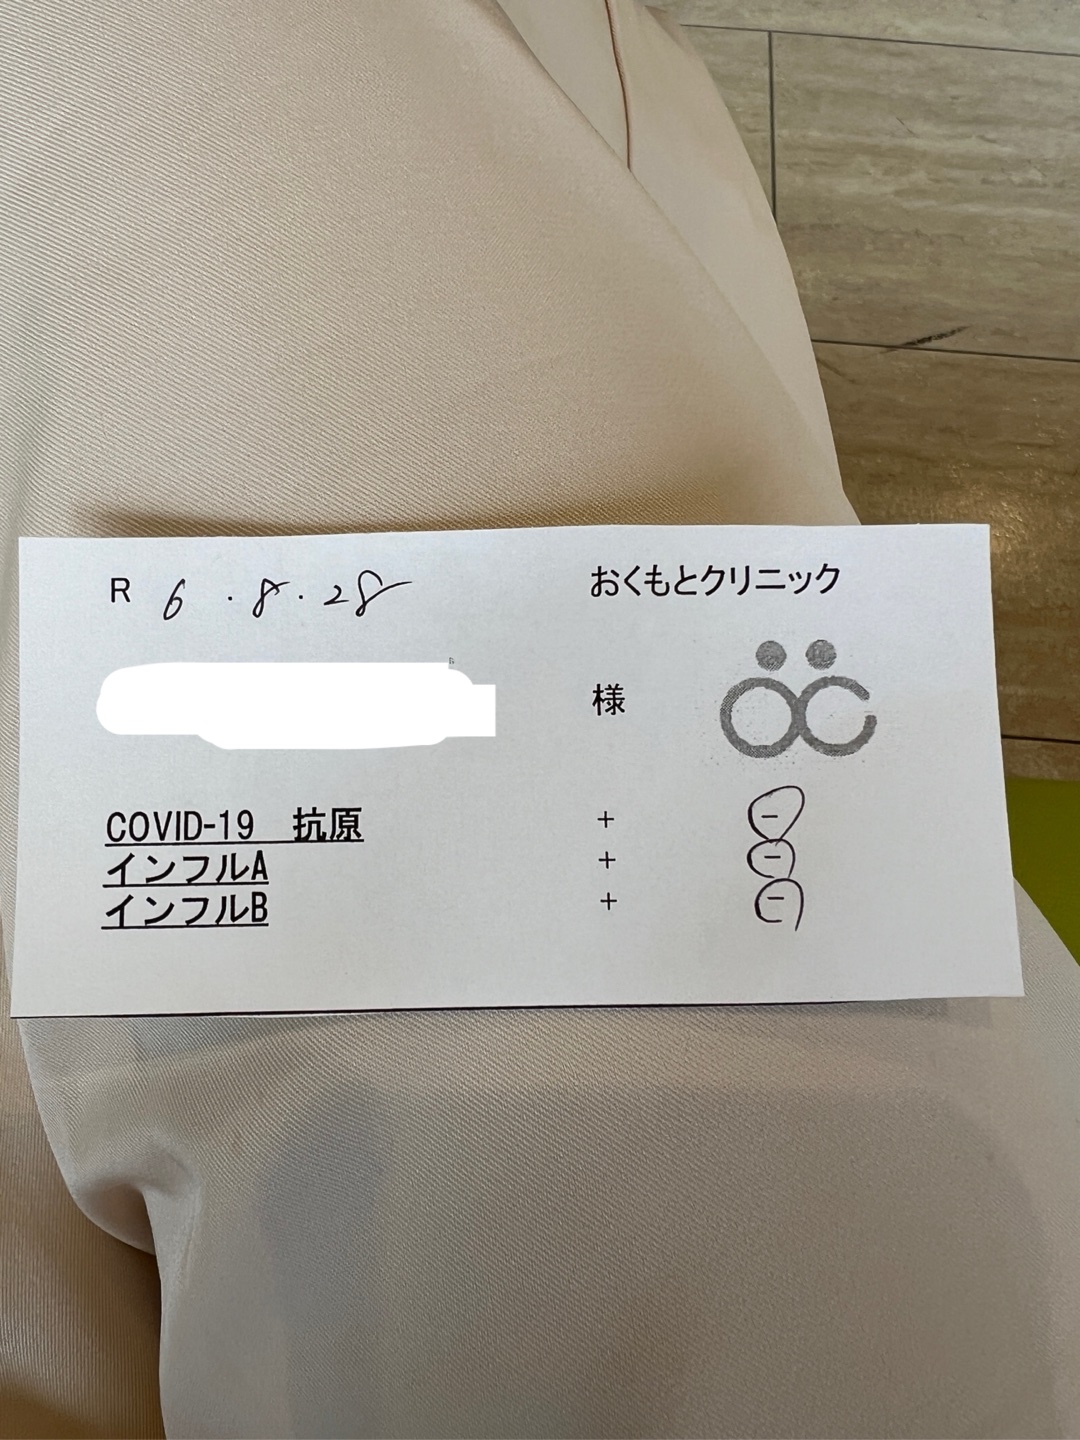 R 6.8.28 おくもとクリニック
様
COVID-19 抗原 + -
インフルA + -
インフルB + -